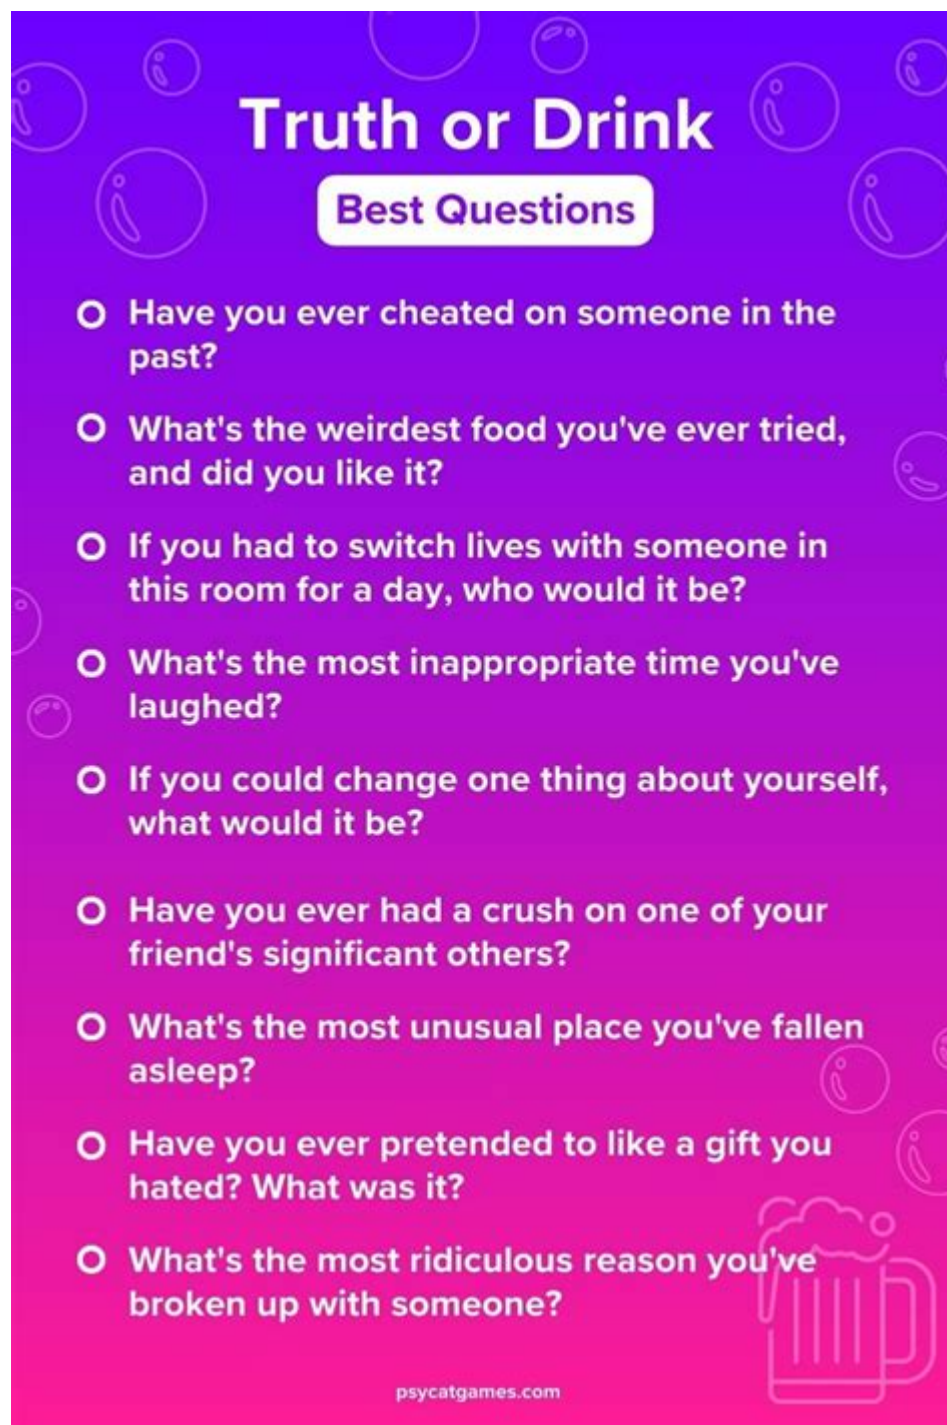 Truth or Drink
Best Questions
Have you ever cheated on someone in the
past?
What's the weirdest food you've ever tried,
and did you like it?
If you had to switch lives with someone in
this room for a day, who would it be?
What's the most inappropriate time you've
laughed?
If you could change one thing about yourself,
what would it be?
Have you ever had a crush on one of your
friend's significant others?
What's the most unusual place you've fallen
asleep?
Have you ever pretended to like a gift you
hated? What was it?
What's the most ridiculous reason you've
broken up with someone?
psycatgames.com